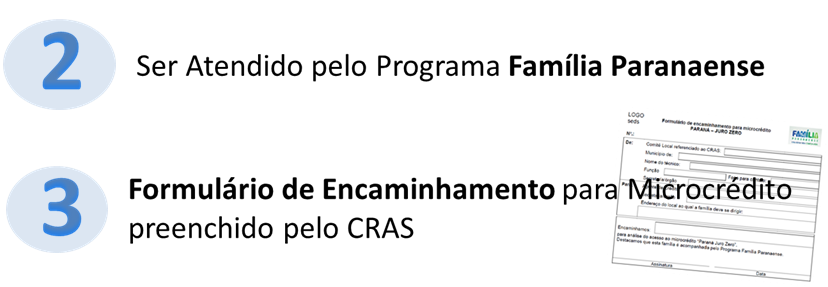 2
Ser Atendido pelo Programa Família Paranaense
3
Formulário de Encaminhamento para Microcrédito
preenchido pelo CRAS
LOGO
seds
Formulário de encaminhamento para microcrédito
PARANÁ – JURO ZERO
FAMÍLIA
PARANAENSE
N°./
De:
Comitê Local referenciado ao CRAS:
Município de:
Nome do técnico:
Função
Endereço do local ao qual a família deve se dirigir:
Encaminhamos
para análise do acesso ao microcrédito "Paraná Juro Zero".
Destacamos que esta família é acompanhada pelo Programa Família Paranaense.
Assinatura
Data